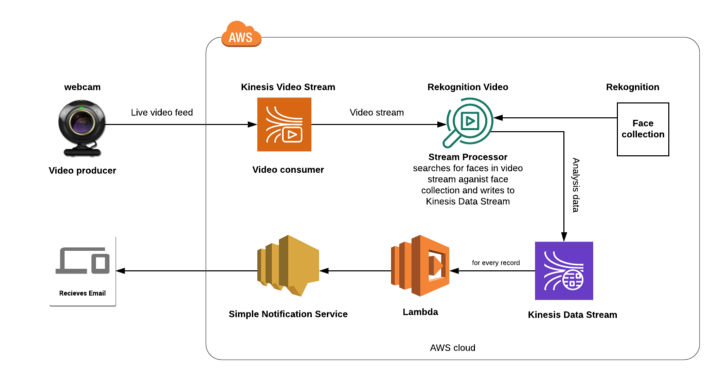 AWS
webcam
Kinesis Video Stream
Rekognition Video
Rekognition
Live video feed
Video stream
Face
collection
Video producer
Video consumer
Stream Processor
searches for faces in video
stream aganist face
collection and writes to
Kinesis Data Stream
Analysis data
for every record
Recieves Email
Simple Notification Service
Lambda
Kinesis Data Stream
AWS cloud